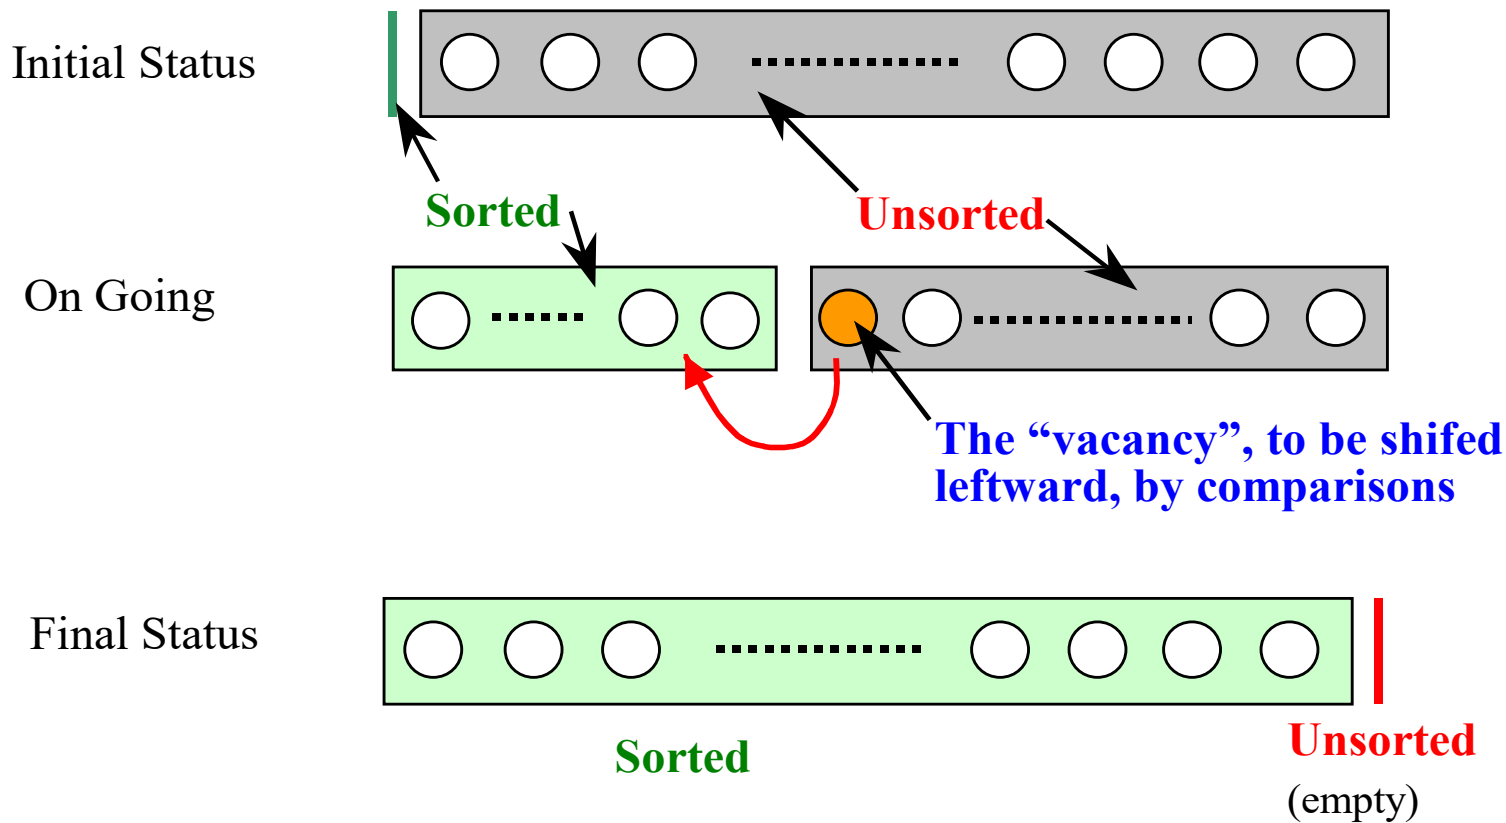 Initial Status
Sorted
Unsorted
On Going
The “vacancy”, to be shifed
leftward, by comparisons
Final Status
Sorted
Unsorted
(empty)